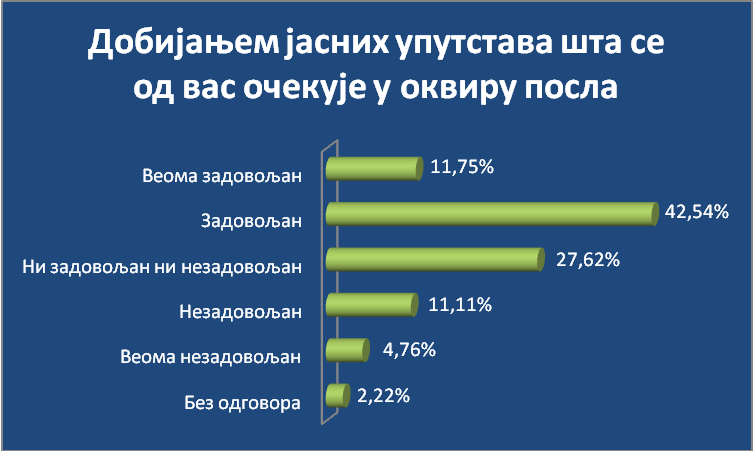 Добијањем јасних упутстава шта се
од вас очекује у оквиру посла
Веома задовољан 11,75%
Задовољан 42,54%
Ни задовољан ни незадовољан 27,62%
Незадовољан 11,11%
Веома незадовољан 4,76%
Без одговора 2,22%